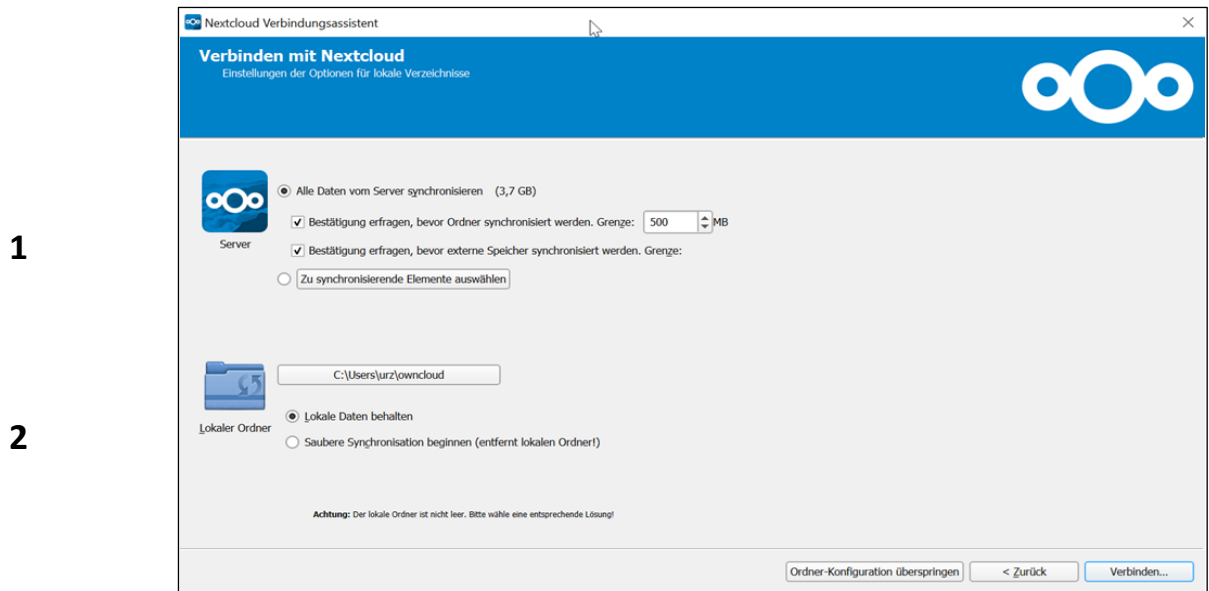 Nextcloud Verbindungsassistent
Verbinden mit Nextcloud
Einstellungen der Optionen für lokale Verzeichnisse
Alle Daten vom Server synchronisieren (3,7 GB)
Bestätigung erfragen, bevor Ordner synchronisiert werden. Grenze: 500 MB
Server
1
Bestätigung erfragen, bevor externe Speicher synchronisiert werden. Grenze:
Zu synchronisierende Elemente auswählen
C:\Users\urz\owncloud
Lokale Daten behalten
Lokaler Ordner
2
Saubere Synchronisation beginnen (entfernt lokalen Ordner!)
Achtung: Der lokale Ordner ist nicht leer. Bitte wähle eine entsprechende Lösung!
Ordner-Konfiguration überspringen < Zurück Verbinden...